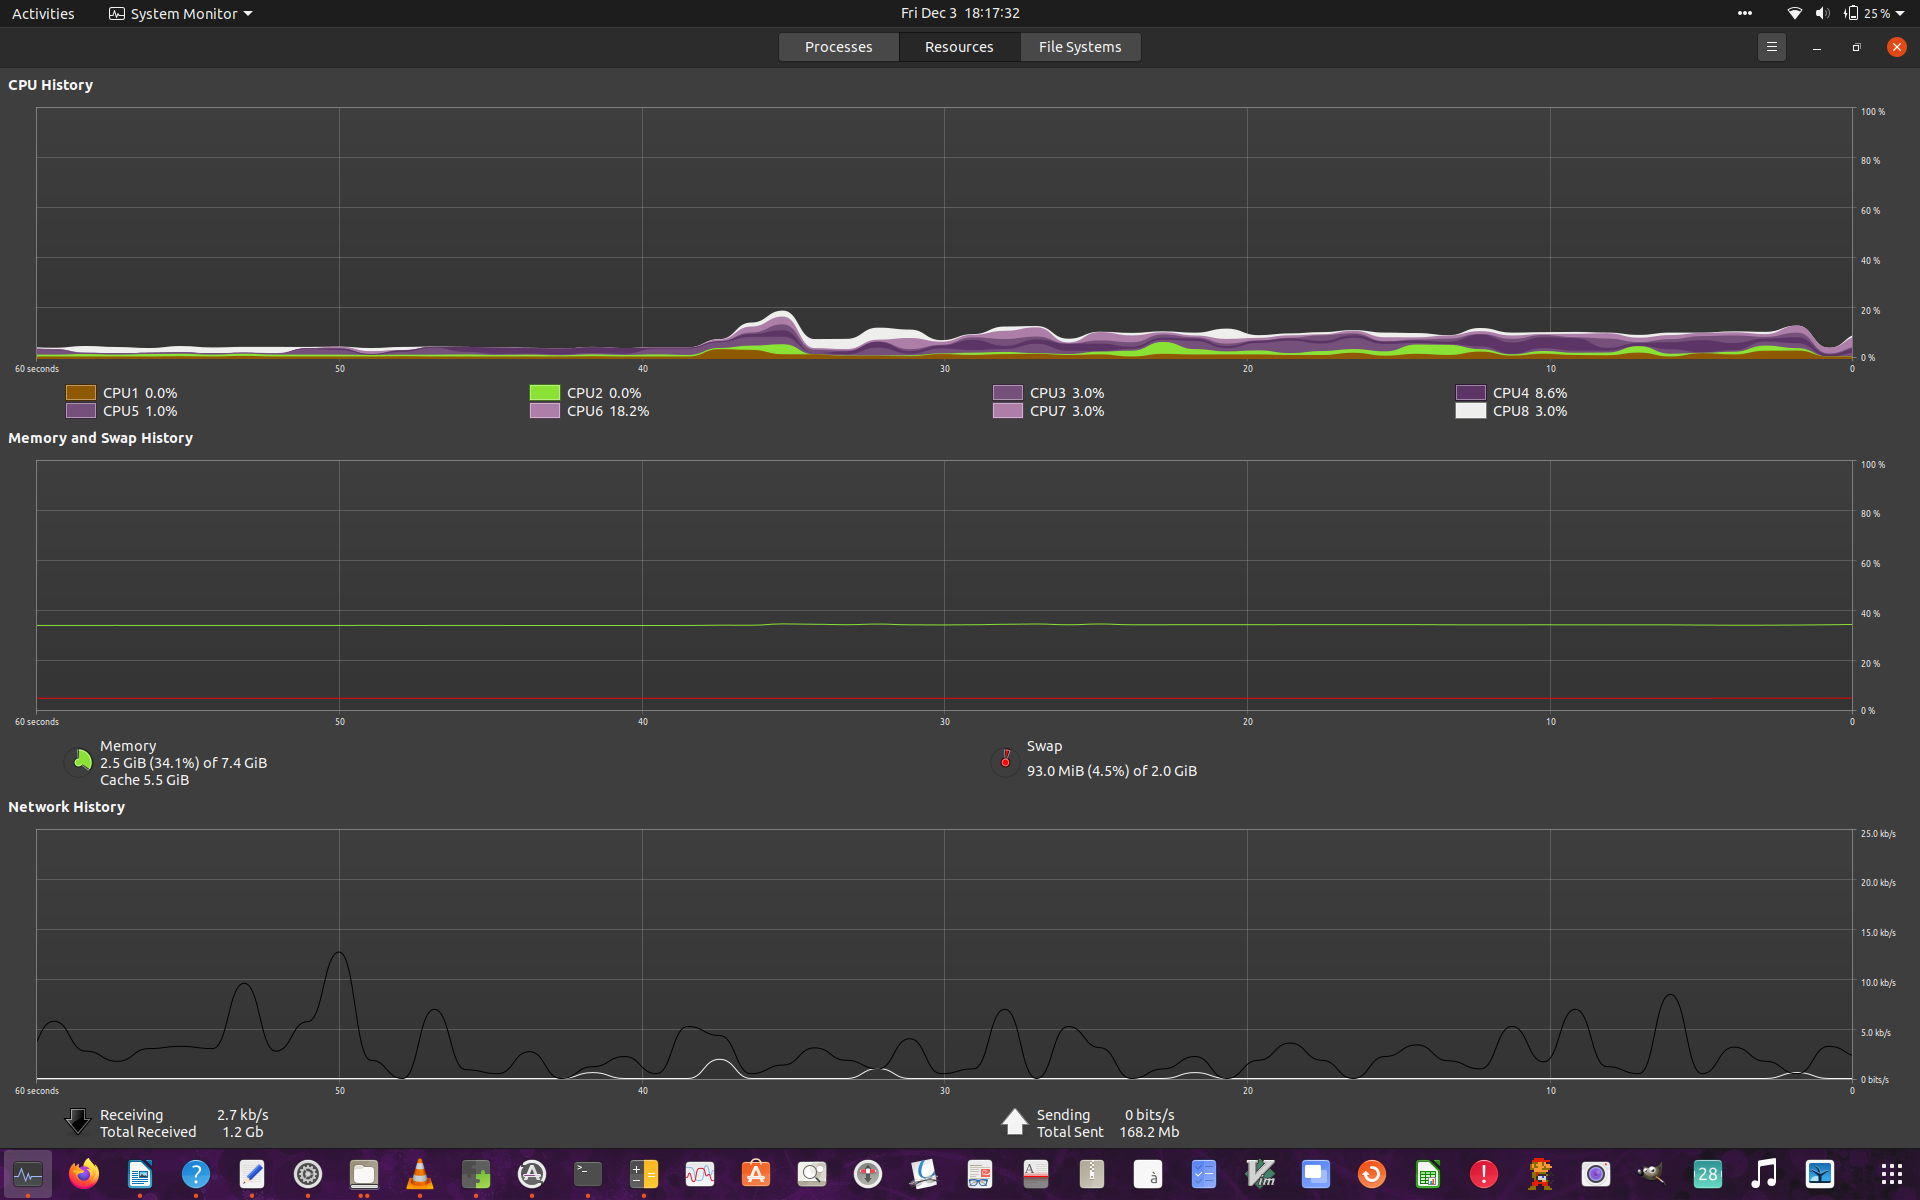 Activities System Monitor Fri Dec 3 18:17:32 25 %
Processes Resources File Systems
CPU History
100 %
80 %
60 %
40 %
20 %
0 %
60 seconds 50 40 30 20 10 0
CPU1 0.0% CPU2 0.0% CPU3 3.0% CPU4 8.6%
CPU5 1.0% CPU6 18.2% CPU7 3.0% CPU8 3.0%
Memory and Swap History
100 %
80 %
60 %
40 %
20 %
0 %
60 seconds 50 40 30 20 10 0
Memory Swap
2.5 GiB (34.1%) of 7.4 GiB 93.0 MiB (4.5%) of 2.0 GiB
Cache 5.5 GiB
Network History
25.0 kb/s
20.0 kb/s
15.0 kb/s
10.0 kb/s
5.0 kb/s
0 bits/s
60 seconds 50 40 30 20 10 0
Receiving 2.7 kb/s Sending 0 bits/s
Total Received 1.2 Gb Total Sent 168.2 Mb
? >_ A à Vim ! 28